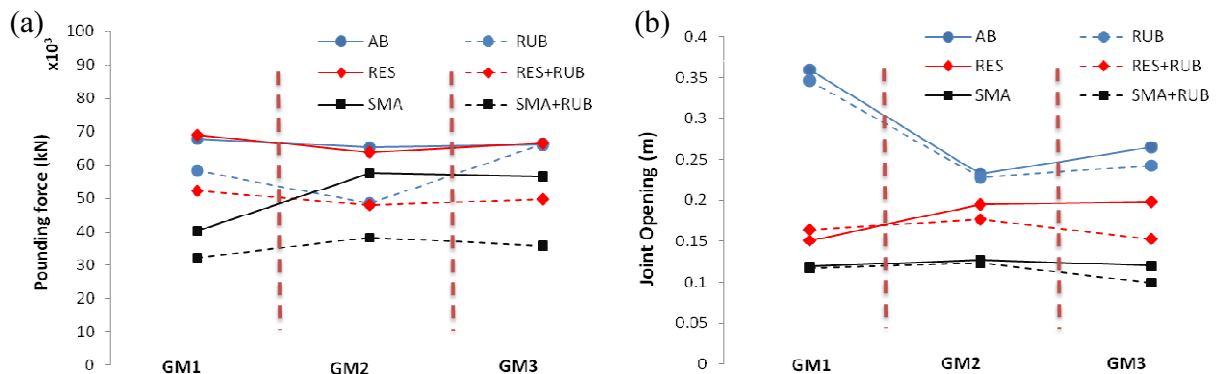 (a)
x10³
Pounding force (kN)
100
90
80
70
60
50
40
30
20
10
0
AB
RUB
RES
RES+RUB
SMA
SMA+RUB
GM1
GM2
GM3
(b)
Joint Opening (m)
0.4
0.35
0.3
0.25
0.2
0.15
0.1
0.05
0
AB
RUB
RES
RES+RUB
SMA
SMA+RUB
GM1
GM2
GM3